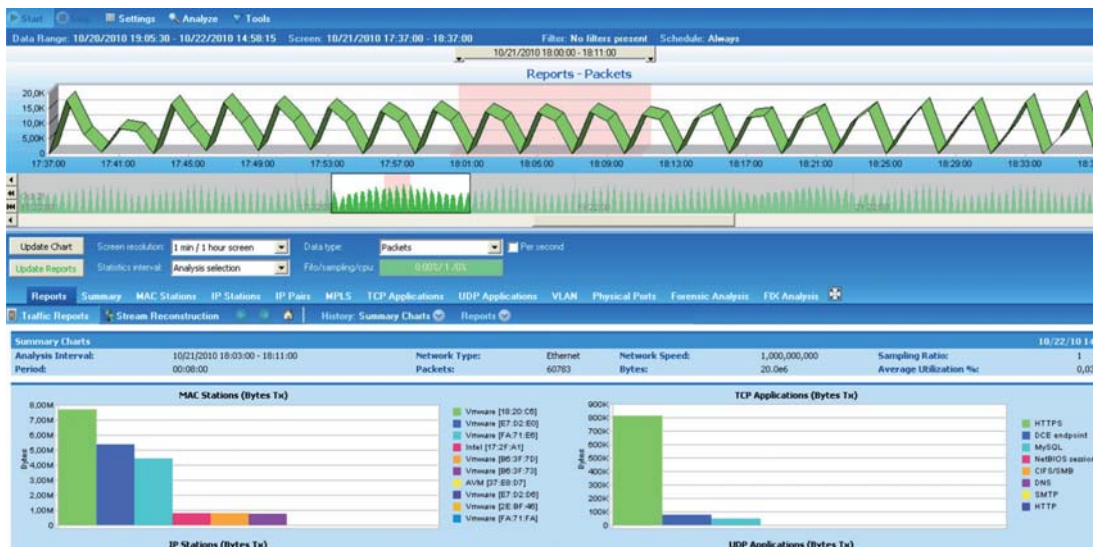 Start Stop Settings Analyze Tools
Data Range: 10/20/2010 19:05:30 - 10/22/2010 14:58:15 Screen: 10/21/2010 17:37:00 - 18:37:00 Filter: No filters present Schedule: Always
10/21/2010 18:00:00 - 18:11:00
Reports - Packets
20,0K
15,0K
10,0K
5,00K
0
17:37:00 17:41:00 17:45:00 17:49:00 17:53:00 17:57:00 18:01:00 18:05:00 18:09:00 18:13:00 18:17:00 18:21:00 18:25:00 18:29:00 18:33:00 18:3
Update Chart Screen resolution: 1 min / 1 hour screen Data type: Packets Per second
Update Reports Statistics interval: Analysis selection Fifo/sampling/cpu: 0.00%/ 1 /0%
Reports Summary MAC Stations IP Stations IP Pairs MPLS TCP Applications UDP Applications VLAN Physical Ports Forensic Analysis FIX Analysis
Traffic Reports Stream Reconstruction History: Summary Charts Reports
Summary Charts 10/22/10 14
Analysis Interval: 10/21/2010 18:03:00 - 18:11:00 Network Type: Ethernet Network Speed: 1,000,000,000 Sampling Ratio: 1
Period: 00:08:00 Packets: 60783 Bytes: 20.0e6 Average Utilization %: 0,03
MAC Stations (Bytes Tx)
8,00M
7,00M
6,00M
5,00M
4,00M
3,00M
2,00M
1,00M
0
Bytes
Vmware [18:20:C6]
Vmware [E7:D2:E0]
Vmware [FA:71:E6]
Intel [17:2F:A1]
Vmware [B6:3F:7D]
Vmware [B6:3F:73]
AVM [37:E8:D7]
Vmware [E7:D2:D6]
Vmware [2E:BF:46]
Vmware [FA:71:FA]
TCP Applications (Bytes Tx)
900K
800K
700K
600K
500K
400K
300K
200K
100K
0
Bytes
HTTPS
DCE endpoint
MySQL
NetBIOS session
CIFS/SMB
DNS
SMTP
HTTP
IP Stations (Bytes Tx)
UDP Applications (Bytes Tx)